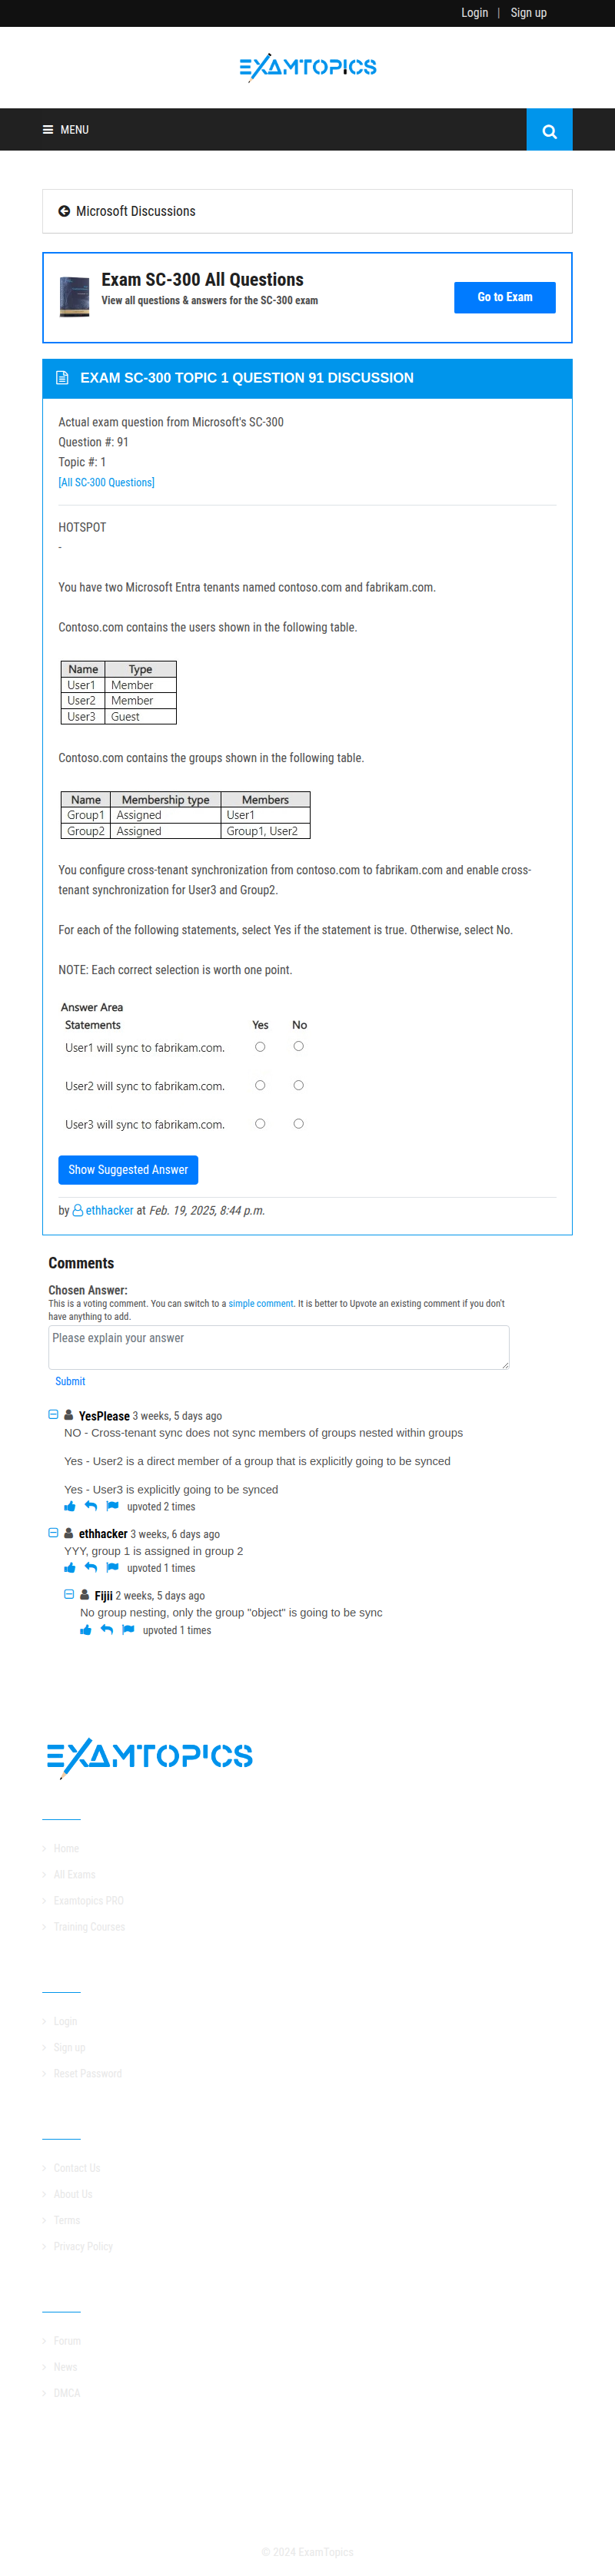 Login | Sign up
EXAMTOPICS
MENU
Microsoft Discussions
Exam SC-300 All Questions
View all questions & answers for the SC-300 exam
Go to Exam
EXAM SC-300 TOPIC 1 QUESTION 91 DISCUSSION
Actual exam question from Microsoft's SC-300
Question #: 91
Topic #: 1
[All SC-300 Questions]
HOTSPOT
-
You have two Microsoft Entra tenants named contoso.com and fabrikam.com.
Contoso.com contains the users shown in the following table.
Name Type
User1 Member
User2 Member
User3 Guest
Contoso.com contains the groups shown in the following table.
Name Membership type Members
Group1 Assigned User1
Group2 Assigned Group1, User2
You configure cross-tenant synchronization from contoso.com to fabrikam.com and enable cross-
tenant synchronization for User3 and Group2.
For each of the following statements, select Yes if the statement is true. Otherwise, select No.
NOTE: Each correct selection is worth one point.
Answer Area
Statements Yes No
User1 will sync to fabrikam.com.
User2 will sync to fabrikam.com.
User3 will sync to fabrikam.com.
Show Suggested Answer
by ethhacker at Feb. 19, 2025, 8:44 p.m.
Comments
Chosen Answer:
This is a voting comment. You can switch to a simple comment. It is better to Upvote an existing comment if you don't
have anything to add.
Please explain your answer
Submit
YesPlease 3 weeks, 5 days ago
NO - Cross-tenant sync does not sync members of groups nested within groups
Yes - User2 is a direct member of a group that is explicitly going to be synced
Yes - User3 is explicitly going to be synced
upvoted 2 times
ethhacker 3 weeks, 6 days ago
YYY, group 1 is assigned in group 2
upvoted 1 times
Fijii 2 weeks, 5 days ago
No group nesting, only the group "object" is going to be sync
upvoted 1 times
EXAMTOPICS
Home
All Exams
Examtopics PRO
Training Courses
Login
Sign up
Reset Password
Contact Us
About Us
Terms
Privacy Policy
Forum
News
DMCA
© 2024 ExamTopics